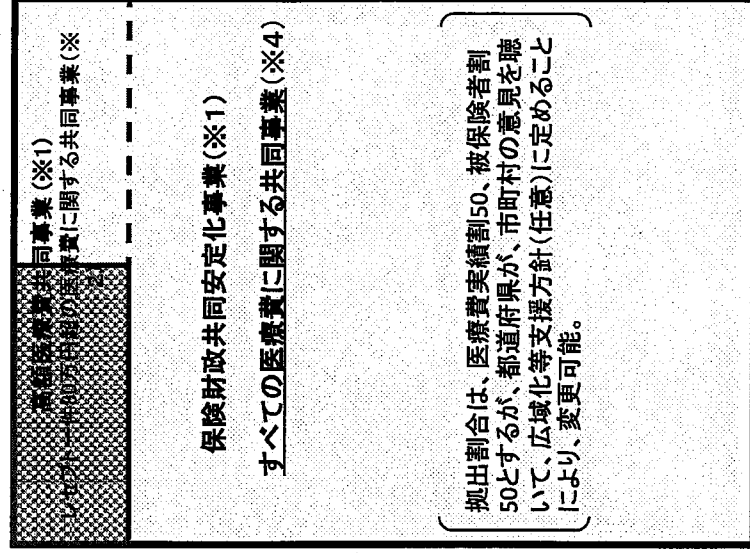 高額医療費共同事業(※1)
レセプト一件80万円超の医療費に関する共同事業(※
2
保険財政共同安定化事業(※1)
すべての医療費に関する共同事業(※4)
拠出割合は、医療費実績割50、被保険者割
50とするが、都道府県が、市町村の意見を聴
いて、広域化等支援方針(任意)に定めること
により、変更可能。